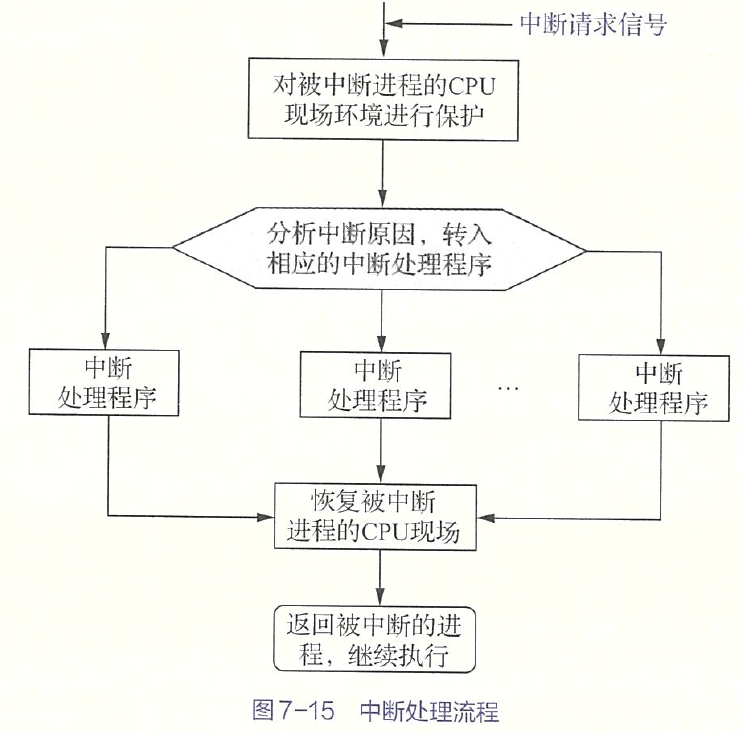 中断请求信号
对被中断进程的CPU
现场环境进行保护
分析中断原因，转入
相应的中断处理程序
中断
处理程序
中断
处理程序
…
中断
处理程序
恢复被中断
进程的CPU现场
返回被中断的进
程，继续执行
图7-15 中断处理流程